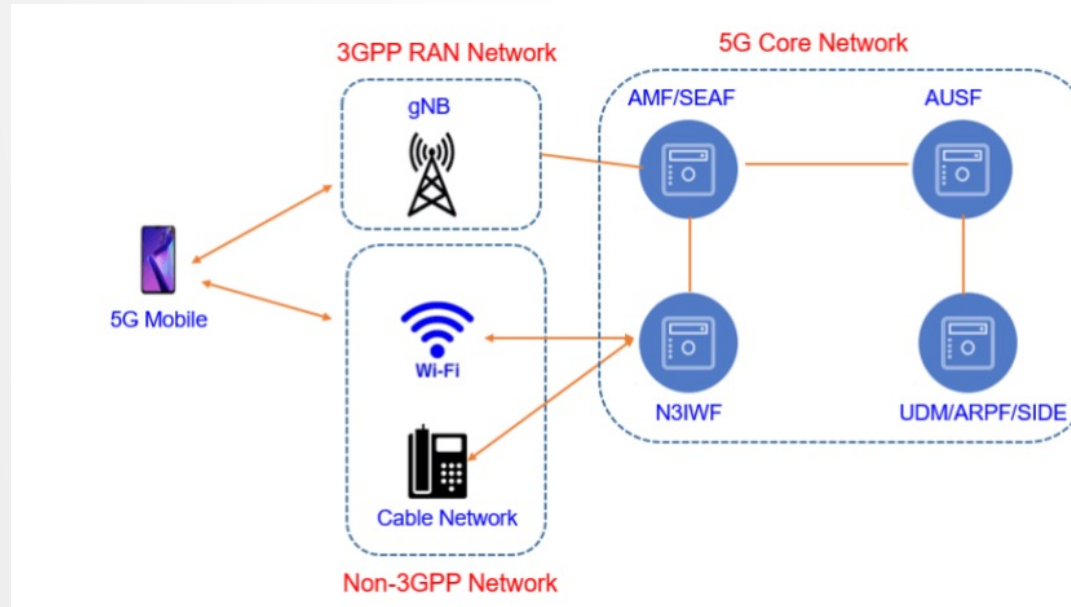 3GPP RAN Network
5G Core Network
gNB
AMF/SEAF
AUSF
5G Mobile
Wi-Fi
N3IWF
UDM/ARPF/SIDE
Cable Network
Non-3GPP Network